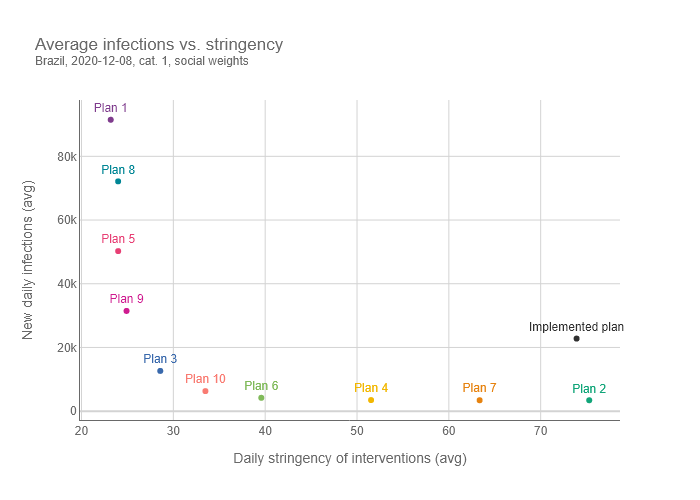 Average infections vs. stringency
Brazil, 2020-12-08, cat. 1, social weights
Plan 1
80k
Plan 8
60k
Plan 5
40k
Plan 9
Implemented plan
20k
Plan 3
Plan 10
Plan 6
Plan 4
Plan 7
Plan 2
0
20
30
40
50
60
70
New daily infections (avg)
Daily stringency of interventions (avg)